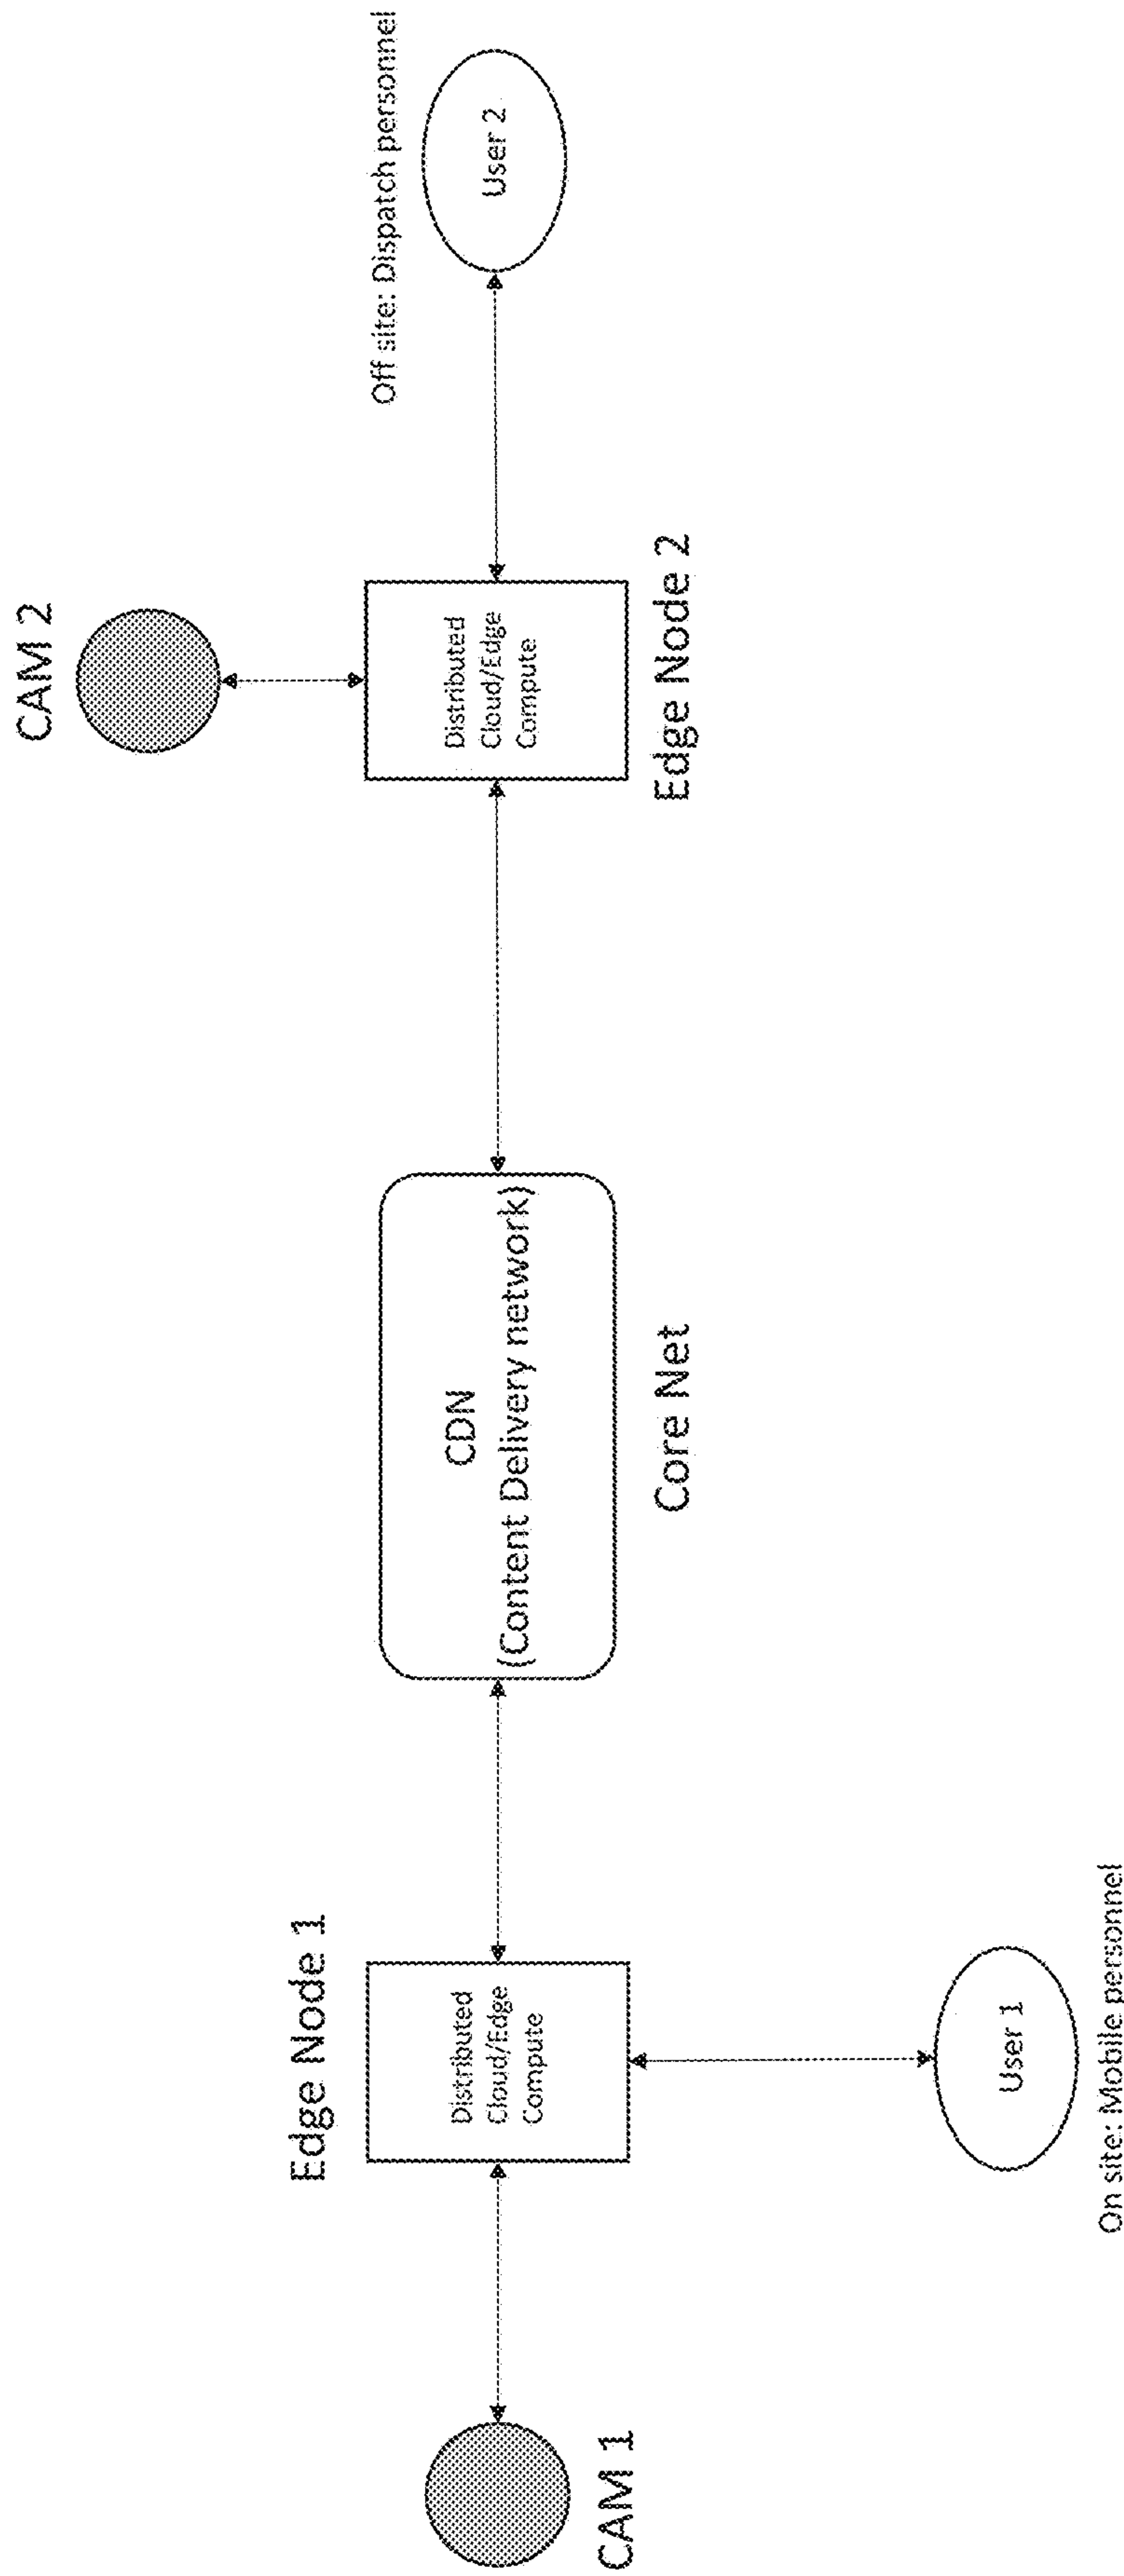 CAM 1
Edge Node 1
Distributed
Cloud/Edge
Compute
On site: Mobile personnel
User 1
CDN
(Content Delivery network)
Core Net
CAM 2
Distributed
Cloud/Edge
Compute
Edge Node 2
Off site: Dispatch personnel
User 2